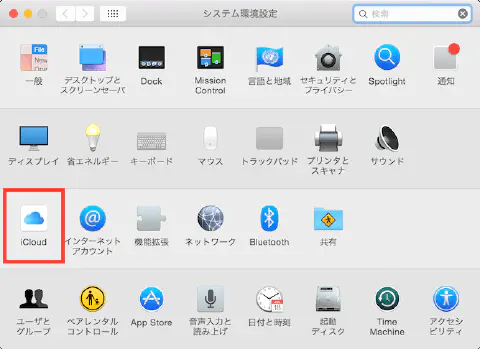 システム環境設定
検索
File
New
Open
一般
デスクトップと
スクリーンセーバ
Dock
Mission
Control
言語と地域
セキュリティと
プライバシー
Spotlight
通知
ディスプレイ
省エネルギー
キーボード
マウス
トラックパッド
プリンタと
スキャナ
サウンド
iCloud
インターネット
アカウント
機能拡張
ネットワーク
Bluetooth
共有
ユーザと
グループ
ペアレンタル
コントロール
App Store
音声入力と
読み上げ
日付と時刻
起動
ディスク
Time
Machine
アクセシ
ビリティ